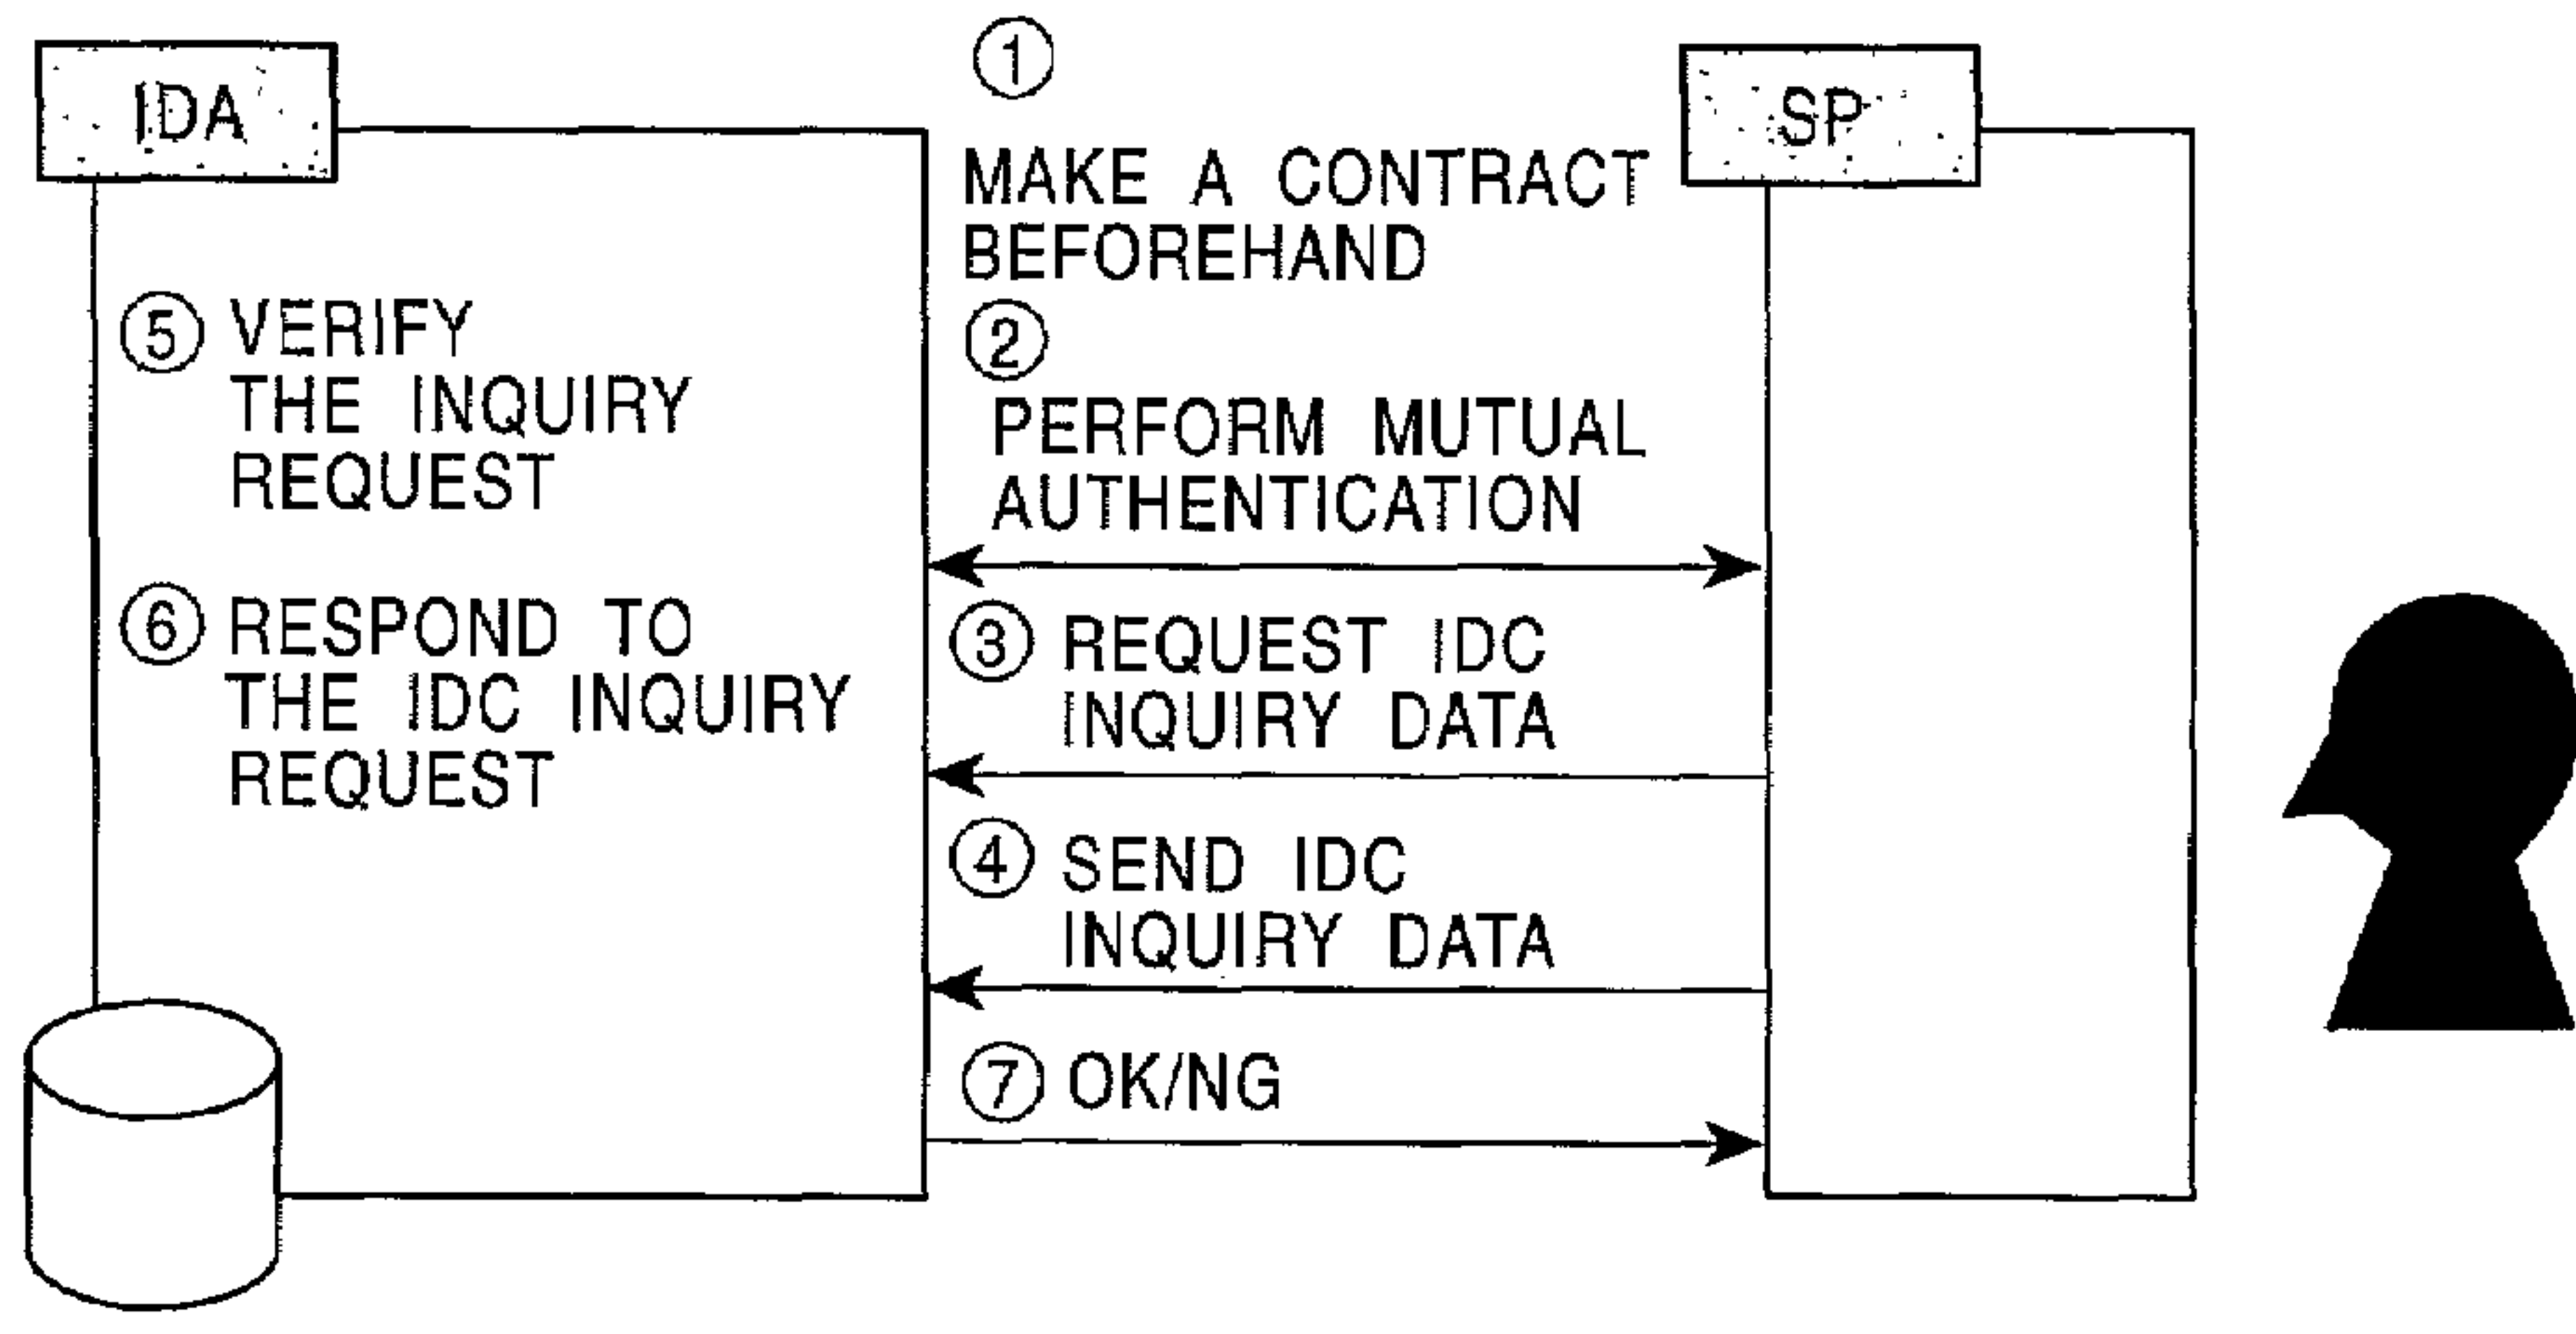 IDA
SP
①
MAKE A CONTRACT
BEFOREHAND
②
PERFORM MUTUAL
AUTHENTICATION
③ REQUEST IDC
INQUIRY DATA
④ SEND IDC
INQUIRY DATA
⑤ VERIFY
THE INQUIRY
REQUEST
⑥ RESPOND TO
THE IDC INQUIRY
REQUEST
⑦ OK/NG